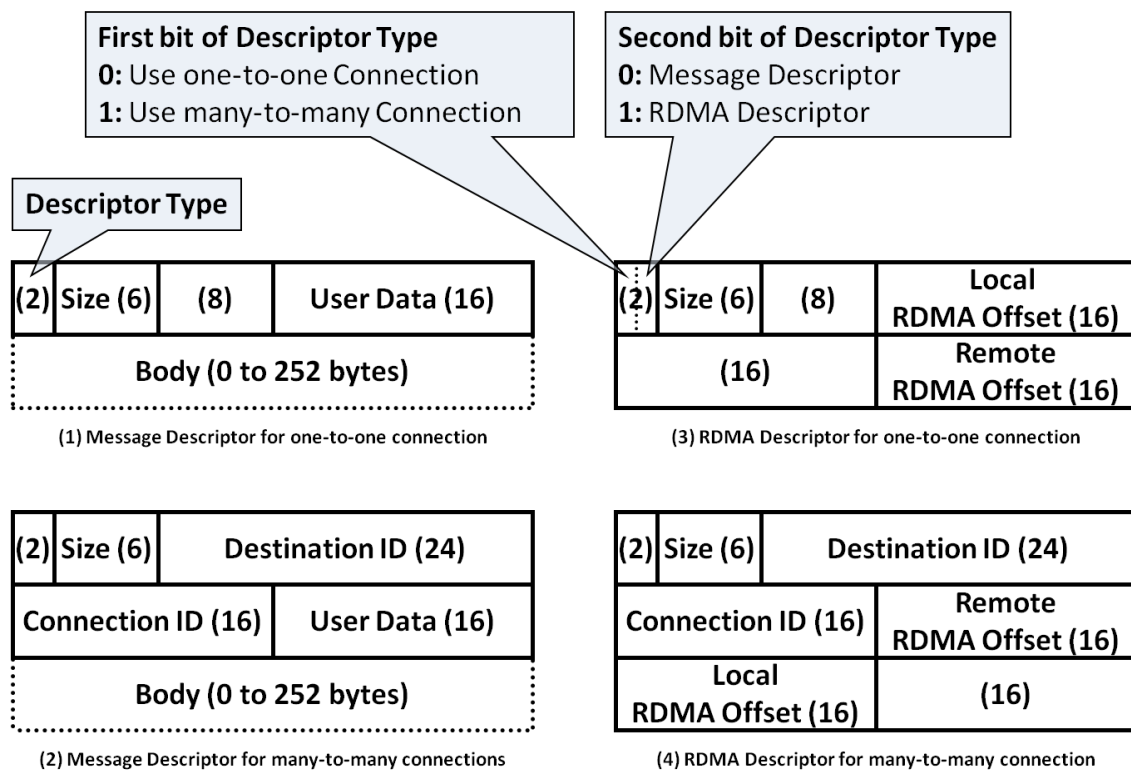 First bit of Descriptor Type
0: Use one-to-one Connection
1: Use many-to-many Connection
Second bit of Descriptor Type
0: Message Descriptor
1: RDMA Descriptor
Descriptor Type
(2) Size (6) (8) User Data (16)
Body (0 to 252 bytes)
(1) Message Descriptor for one-to-one connection
(2) Size (6) (8) Local
RDMA Offset (16)
(16) Remote
RDMA Offset (16)
(3) RDMA Descriptor for one-to-one connection
(2) Size (6) Destination ID (24)
Connection ID (16) User Data (16)
Body (0 to 252 bytes)
(2) Message Descriptor for many-to-many connections
(2) Size (6) Destination ID (24)
Connection ID (16) Remote
RDMA Offset (16)
Local
RDMA Offset (16) (16)
(4) RDMA Descriptor for many-to-many connection